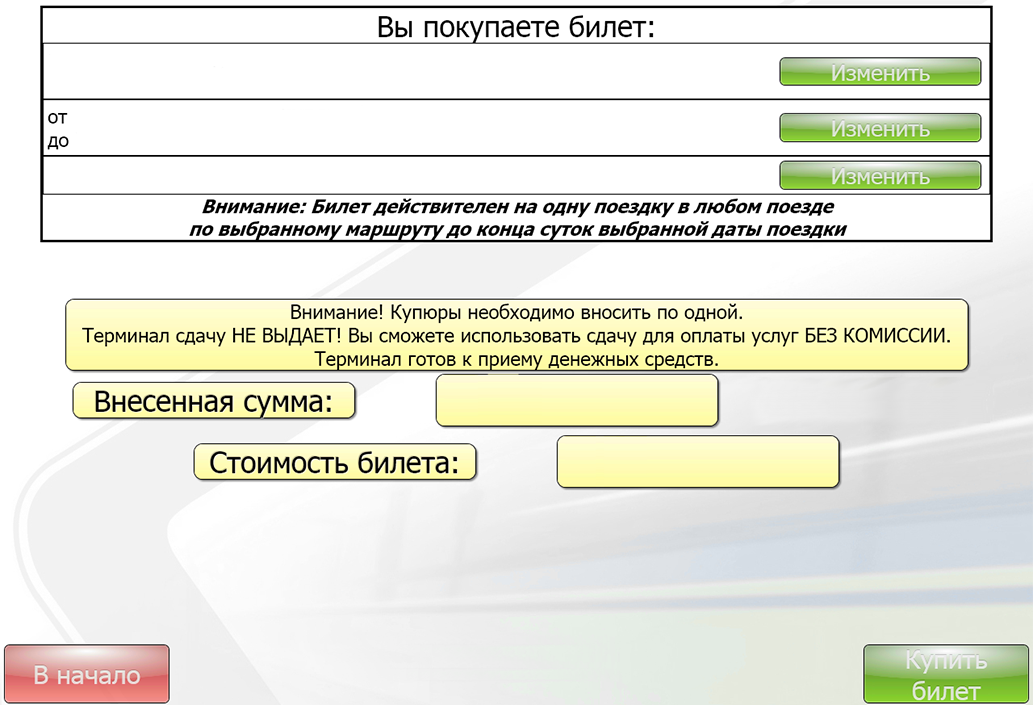 Вы покупаете билет:
Изменить
от
до
Изменить
Изменить
Внимание: Билет действителен на одну поездку в любом поезде
по выбранному маршруту до конца суток выбранной даты поездки
Внимание! Купюры необходимо вносить по одной.
Терминал сдачу НЕ ВЫДАЕТ! Вы сможете использовать сдачу для оплаты услуг БЕЗ КОМИССИИ.
Терминал готов к приему денежных средств.
Внесенная сумма:
Стоимость билета:
В начало
Купить
билет